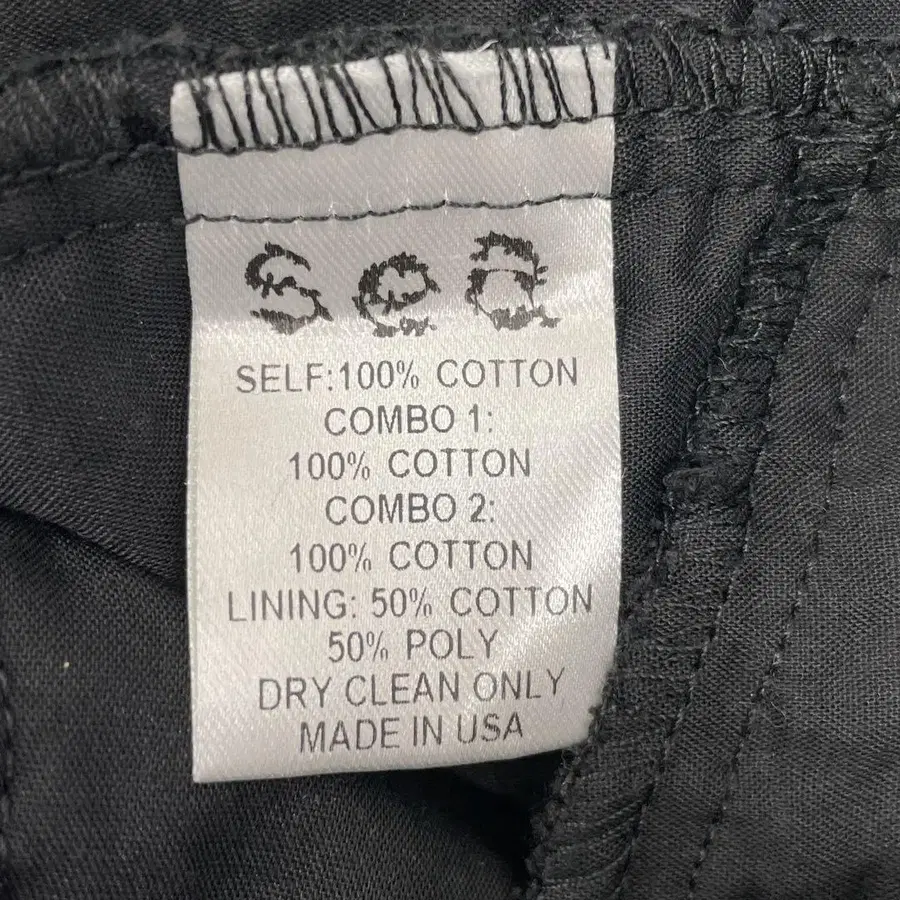 Sea
SELF:100% COTTON
COMBO 1:
100% COTTON
COMBO 2:
100% COTTON
LINING: 50% COTTON
50% POLY
DRY CLEAN ONLY
MADE IN USA